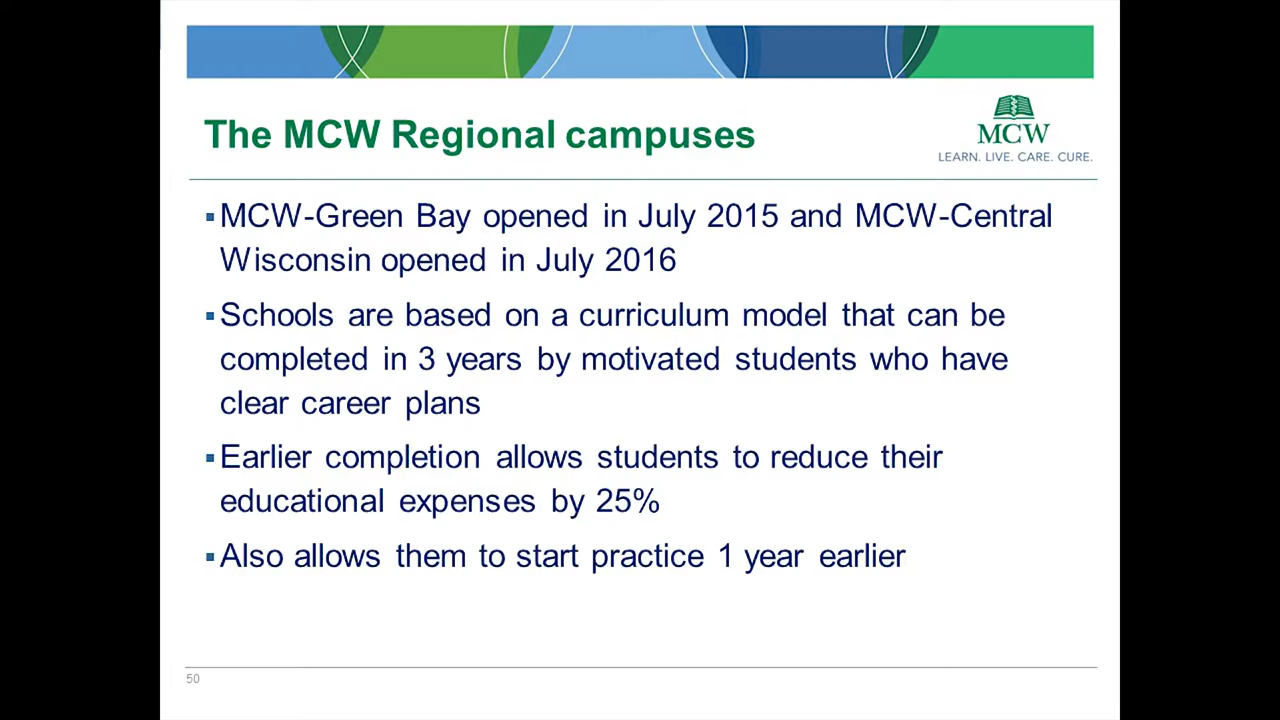 The MCW Regional campuses
MCW
LEARN. LIVE. CARE. CURE.
▪MCW-Green Bay opened in July 2015 and MCW-Central
Wisconsin opened in July 2016
▪Schools are based on a curriculum model that can be
completed in 3 years by motivated students who have
clear career plans
▪Earlier completion allows students to reduce their
educational expenses by 25%
▪Also allows them to start practice 1 year earlier
50